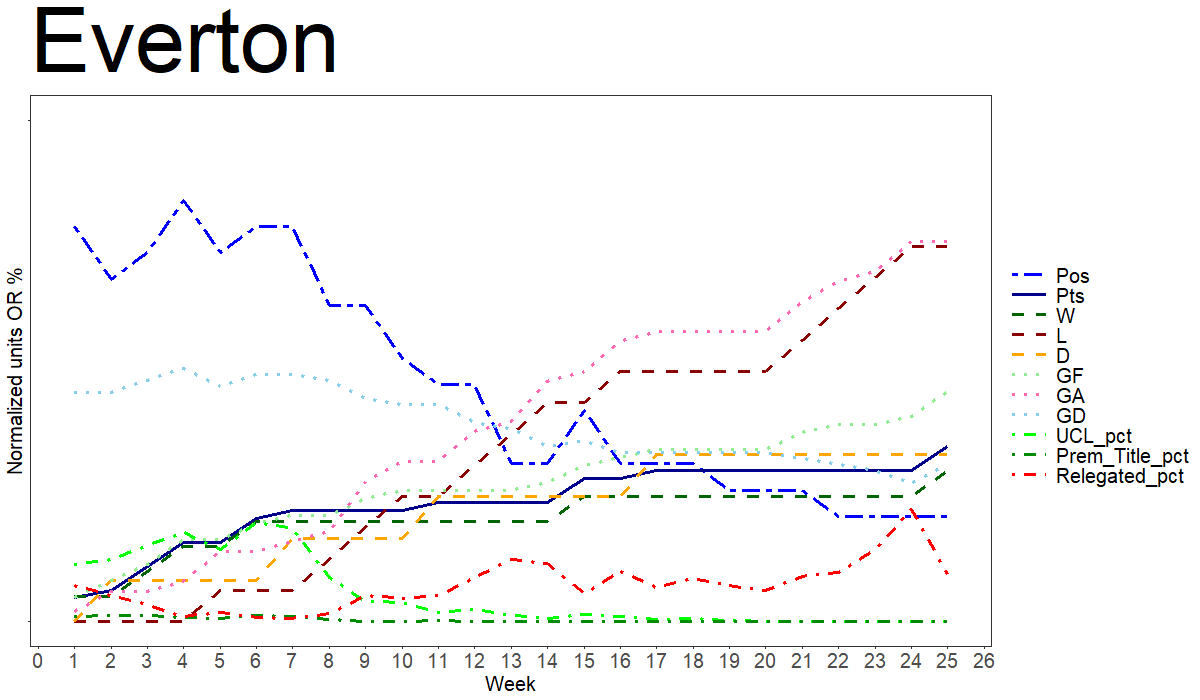 Everton
Normalized units OR %
0 1 2 3 4 5 6 7 8 9 10 11 12 13 14 15 16 17 18 19 20 21 22 23 24 25 26
Week
Pos
Pts
W
L
D
GF
GA
GD
UCL_pct
Prem_Title_pct
Relegated_pct